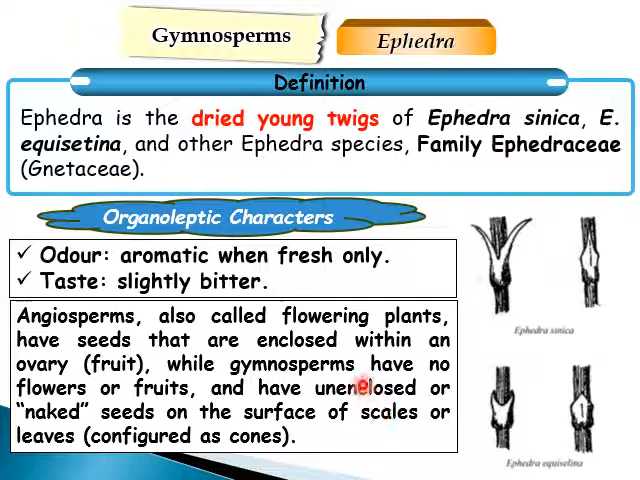 Gymnosperms
Ephedra
Definition
Ephedra is the dried young twigs of Ephedra sinica, E.
equisetina, and other Ephedra species, Family Ephedraceae
(Gnetaceae).
Organoleptic Characters
✓ Odour: aromatic when fresh only.
✓ Taste: slightly bitter.
Angiosperms, also called flowering plants,
have seeds that are enclosed within an
ovary (fruit), while gymnosperms have no
flowers or fruits, and have unenclosed or
“naked” seeds on the surface of scales or
leaves (configured as cones).
Ephedra sinica
Ephedra equisetina